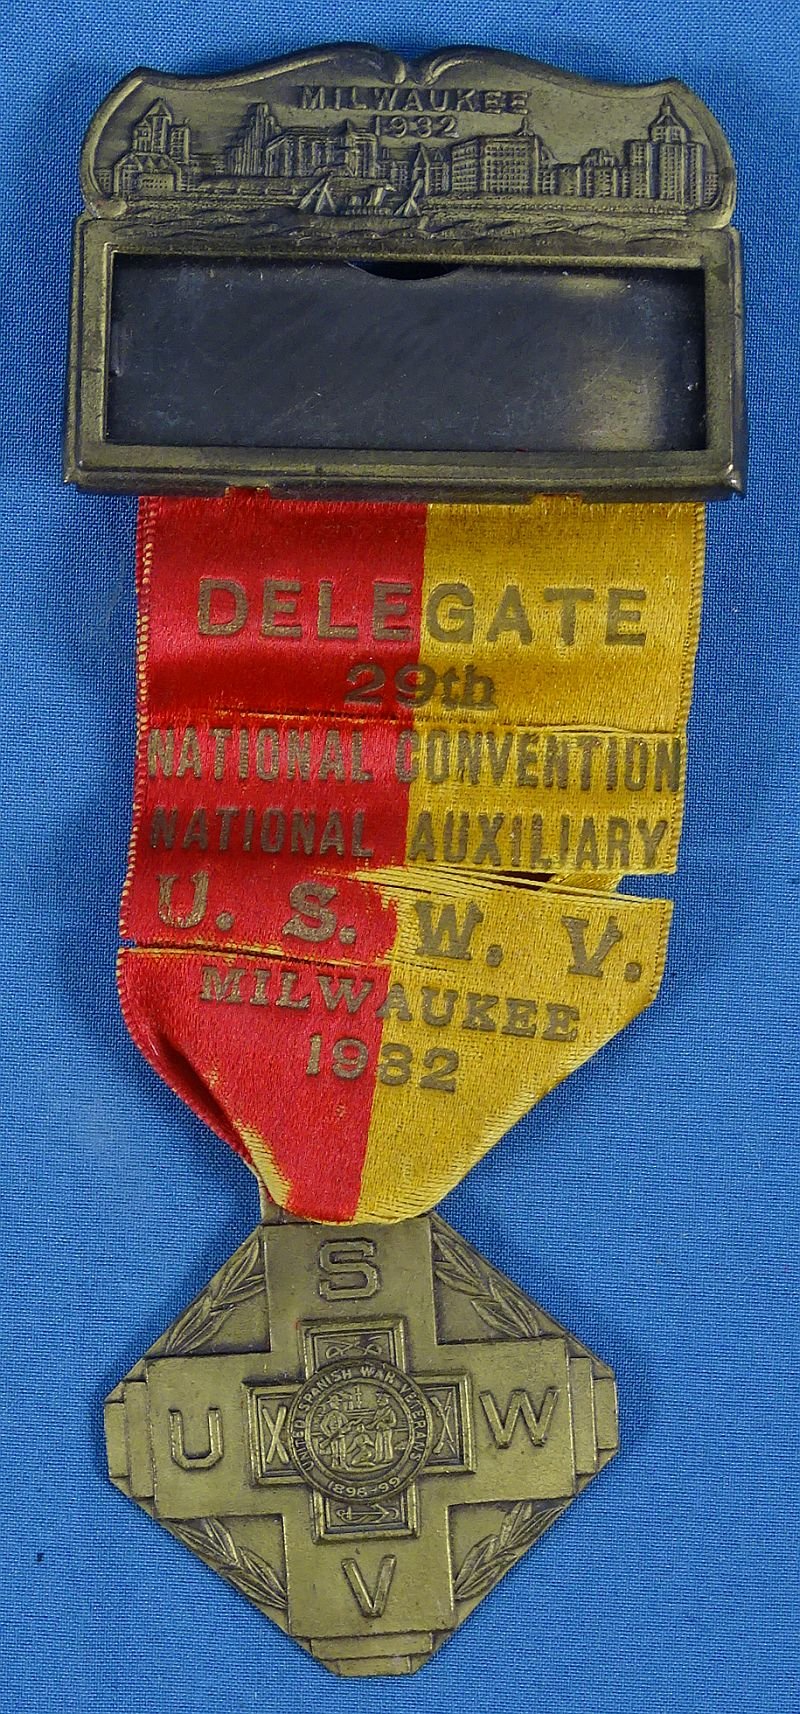 MILWAUKEE
1932
DELEGATE
29th
NATIONAL CONVENTION
NATIONAL AUXILIARY
U. S. W. V.
MILWAUKEE
1932
S
U W
UNITED SPANISH WAR VETERANS
1898-99
V